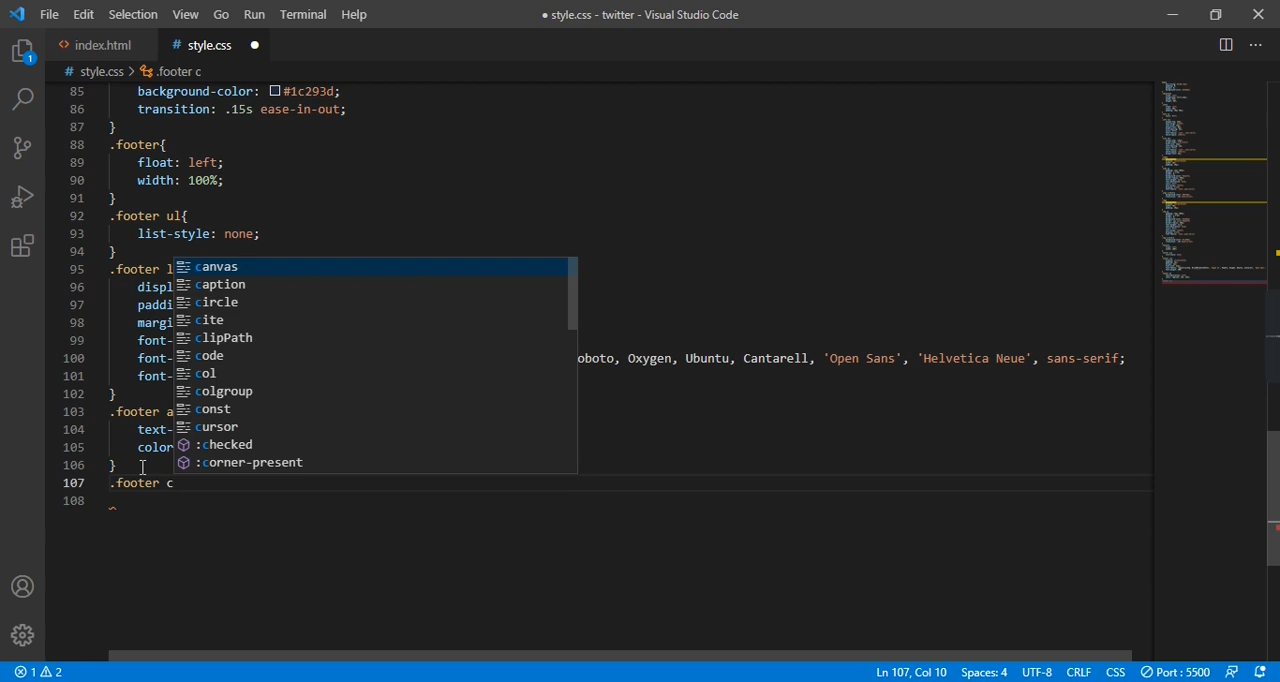 File Edit Selection View Go Run Terminal Help
● style.css - twitter - Visual Studio Code
index.html
# style.css
1
# style.css > .footer c
85 background-color: #1c293d;
86 transition: .15s ease-in-out;
87 }
88 .footer{
89 float: left;
90 width: 100%;
91 }
92 .footer ul{
93 list-style: none;
94 }
95 .footer l
96 displ
97 paddi
98 margi
99 font-
100 font- oboto, Oxygen, Ubuntu, Cantarell, 'Open Sans', 'Helvetica Neue', sans-serif;
101 font-
102 }
103 .footer a
104 text-
105 color
106 }
107 .footer c
108
canvas
caption
circle
cite
clipPath
code
col
colgroup
const
cursor
:checked
:corner-present
1 2
Ln 107, Col 10 Spaces: 4 UTF-8 CRLF CSS Port : 5500